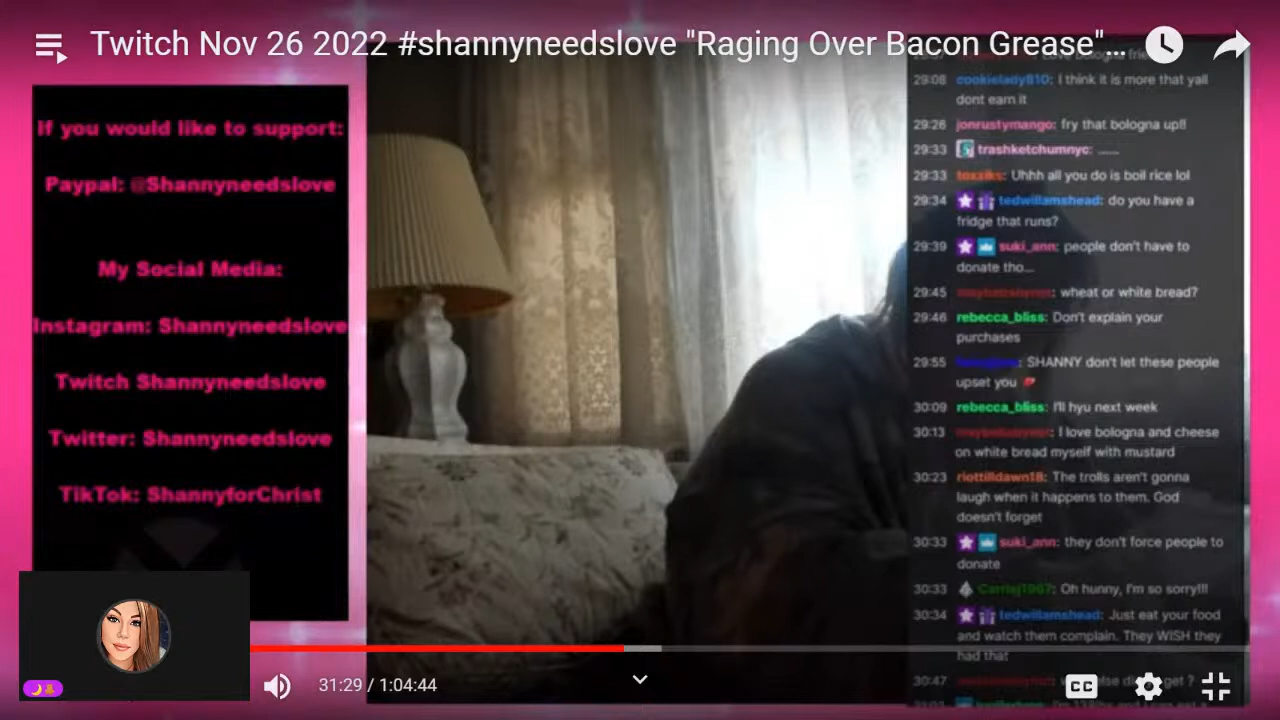 Twitch Nov 26 2022 #shannyneedslove "Raging Over Bacon Grease"...
If you would like to support:
Paypal: @Shannyneedslove
My Social Media:
Instagram: Shannyneedslove
Twitch Shannyneedslove
Twitter: Shannyneedslove
TikTok: ShannyforChrist
29:08 cookielady810: I think it is more that yall
dont earn it
29:26 jonrustymango: fry that bologna up!!
29:33 trashketchumnyc: ......
29:33 toxxiks: Uhhh all you do is boil rice lol
29:34 tedwillamshead: do you have a
fridge that runs?
29:39 suki_ann: people don't have to
donate tho...
29:45 wheat or white bread?
29:46 rebecca_bliss: Don't explain your
purchases
29:55 SHANNY don't let these people
upset you
30:09 rebecca_bliss: I'll hyu next week
30:13 I love bologna and cheese
on white bread myself with mustard
30:23 riottilldawn18: The trolls aren't gonna
laugh when it happens to them. God
doesn't forget
30:33 suki_ann: they don't force people to
donate
30:33 Carriej1967: Oh hunny, I'm so sorry!!!
30:34 tedwillamshead: Just eat your food
and watch them complain. They WISH they
had that
30:47 get ?
31:29 / 1:04:44
CC